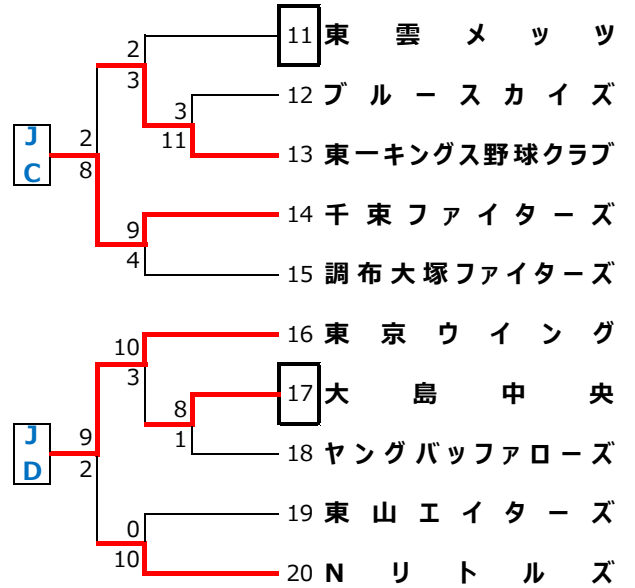 11 東雲メッツ
2
3
12 ブルースカイズ
3
11
J
C
2
8
13 東一キングス野球クラブ
14 千束ファイターズ
9
4
15 調布大塚ファイターズ
16 東京ウイング
10
3
17 大島中央
8
1
J
D
9
2
18 ヤングバッファローズ
19 東山エイターズ
0
10
20 Nリトルズ